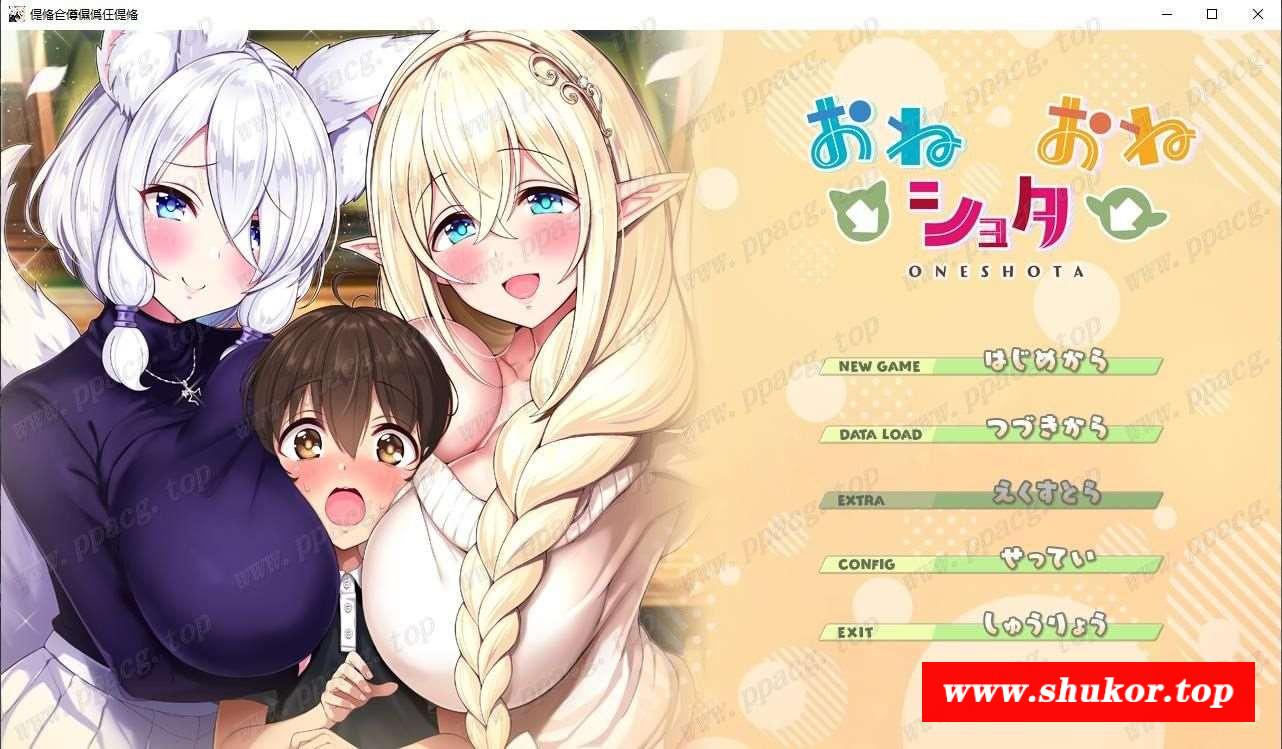 おね おね
ショタ
ONESHOTA
NEW GAME はじめから
DATA LOAD つづきから
EXTRA えくすとら
CONFIG せってい
EXIT しゅうりょう
www.shukor.top
www.ppacg.top